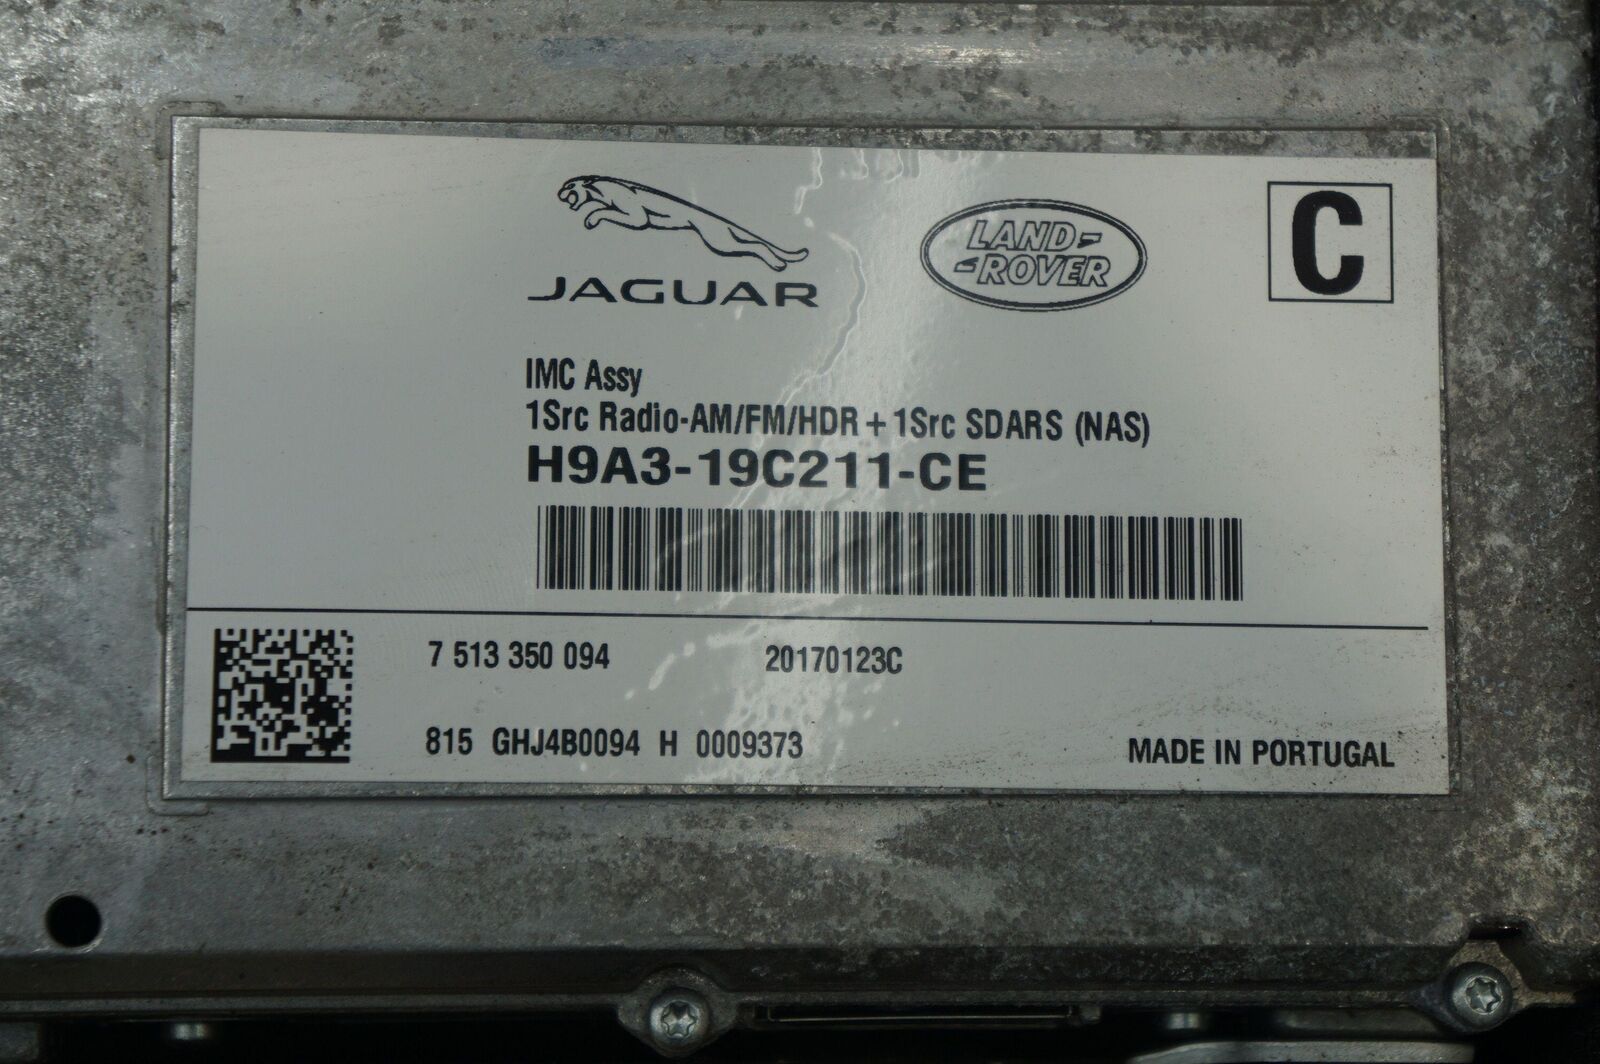 JAGUAR
LAND-
-ROVER
C
IMC Assy
1Src Radio-AM/FM/HDR + 1Src SDARS (NAS)
H9A3-19C211-CE
7 513 350 094 20170123C
815 GHJ4B0094 H 0009373
MADE IN PORTUGAL